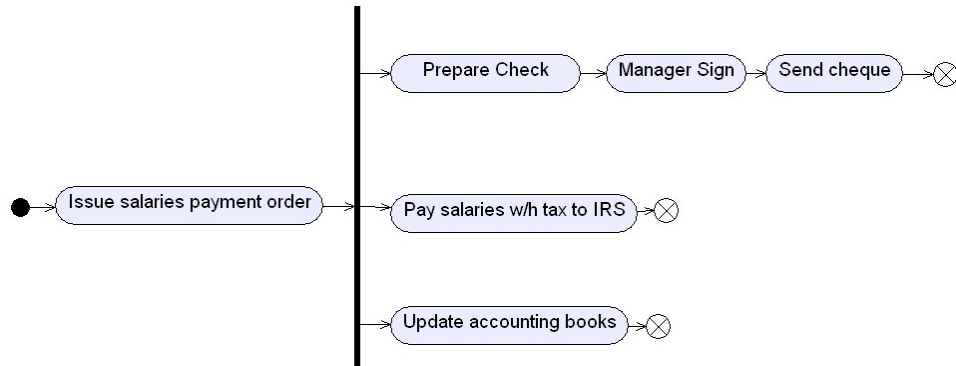 Prepare Check
Manager Sign
Send cheque
Issue salaries payment order
Pay salaries w/h tax to IRS
Update accounting books